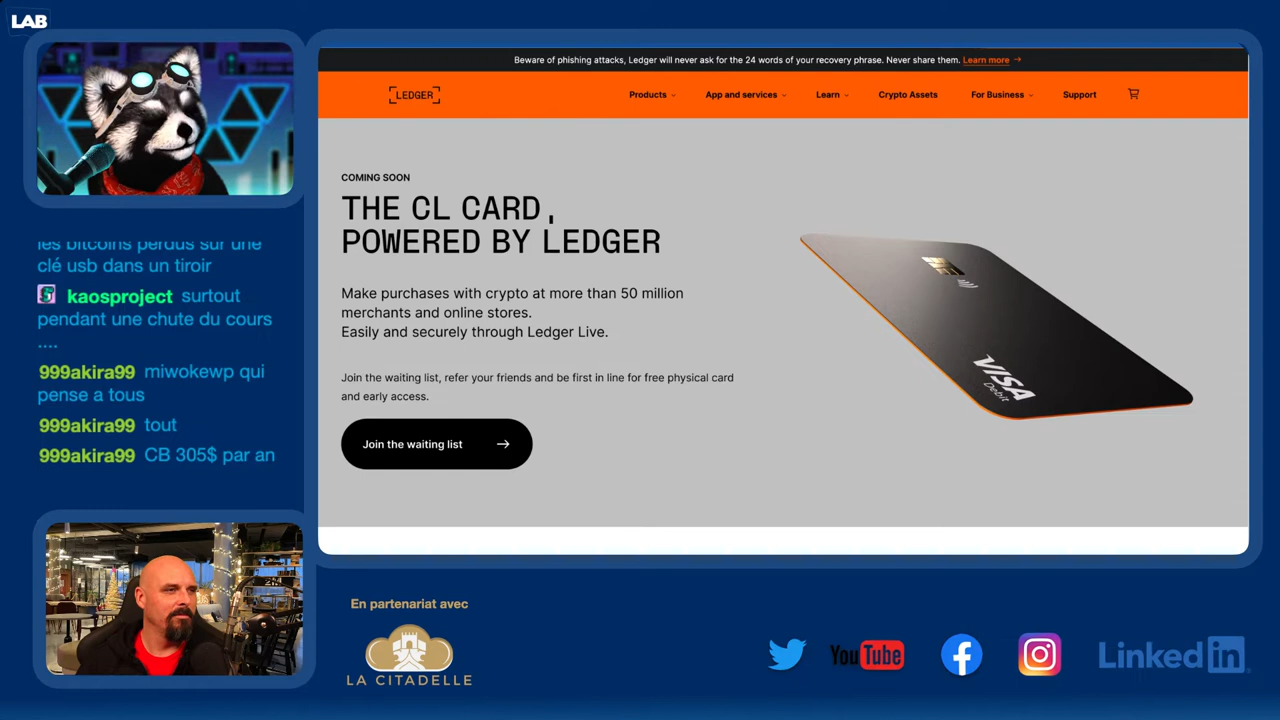 LAB
les bitcoins perdus sur une
clé usb dans un tiroir
kaosproject surtout
pendant une chute du cours
....
999akira99 miwokewp qui
pense a tous
999akira99 tout
999akira99 CB 305$ par an
Beware of phishing attacks, Ledger will never ask for the 24 words of your recovery phrase. Never share them. Learn more →
LEDGER Products App and services Learn Crypto Assets For Business Support
COMING SOON
THE CL CARD,
POWERED BY LEDGER
Make purchases with crypto at more than 50 million
merchants and online stores.
Easily and securely through Ledger Live.
Join the waiting list, refer your friends and be first in line for free physical card
and early access.
Join the waiting list →
VISA
Debit
En partenariat avec
LA CITADELLE
YouTube
LinkedIn